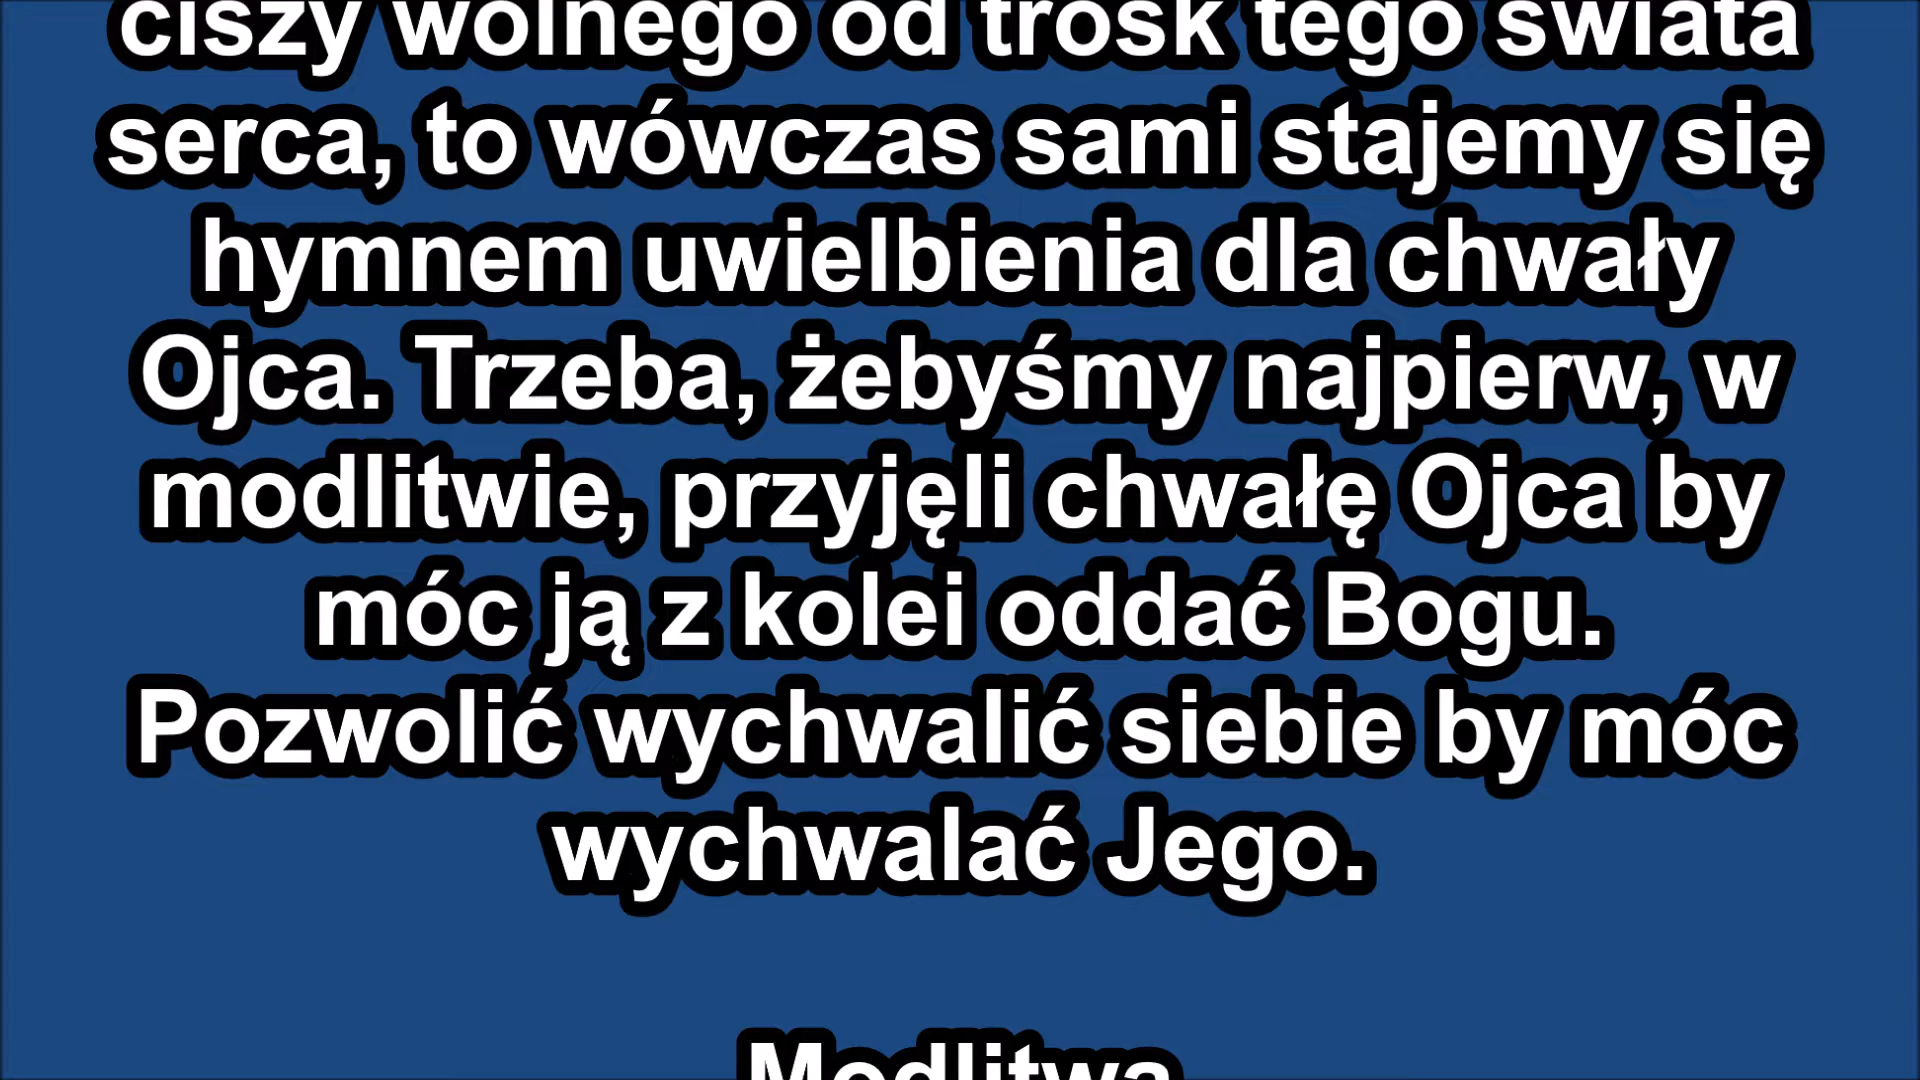 ciszy wolnego od trosk tego świata
serca, to wówczas sami stajemy się
hymnem uwielbienia dla chwały
Ojca. Trzeba, żebyśmy najpierw, w
modlitwie, przyjęli chwałę Ojca by
móc ją z kolei oddać Bogu.
Pozwolić wychwalić siebie by móc
wychwalać Jego.
Modlitwa